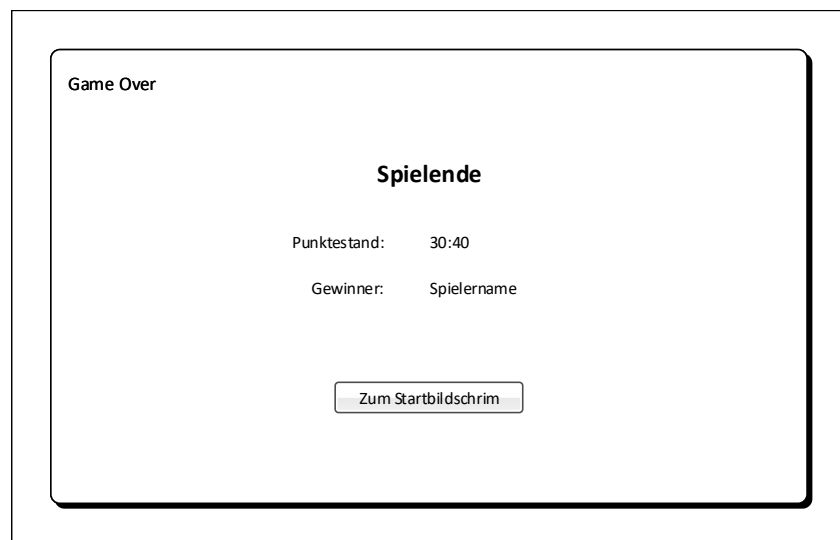 Game Over
Spielende
Punktestand: 30:40
Gewinner: Spielername
Zum Startbildschrim